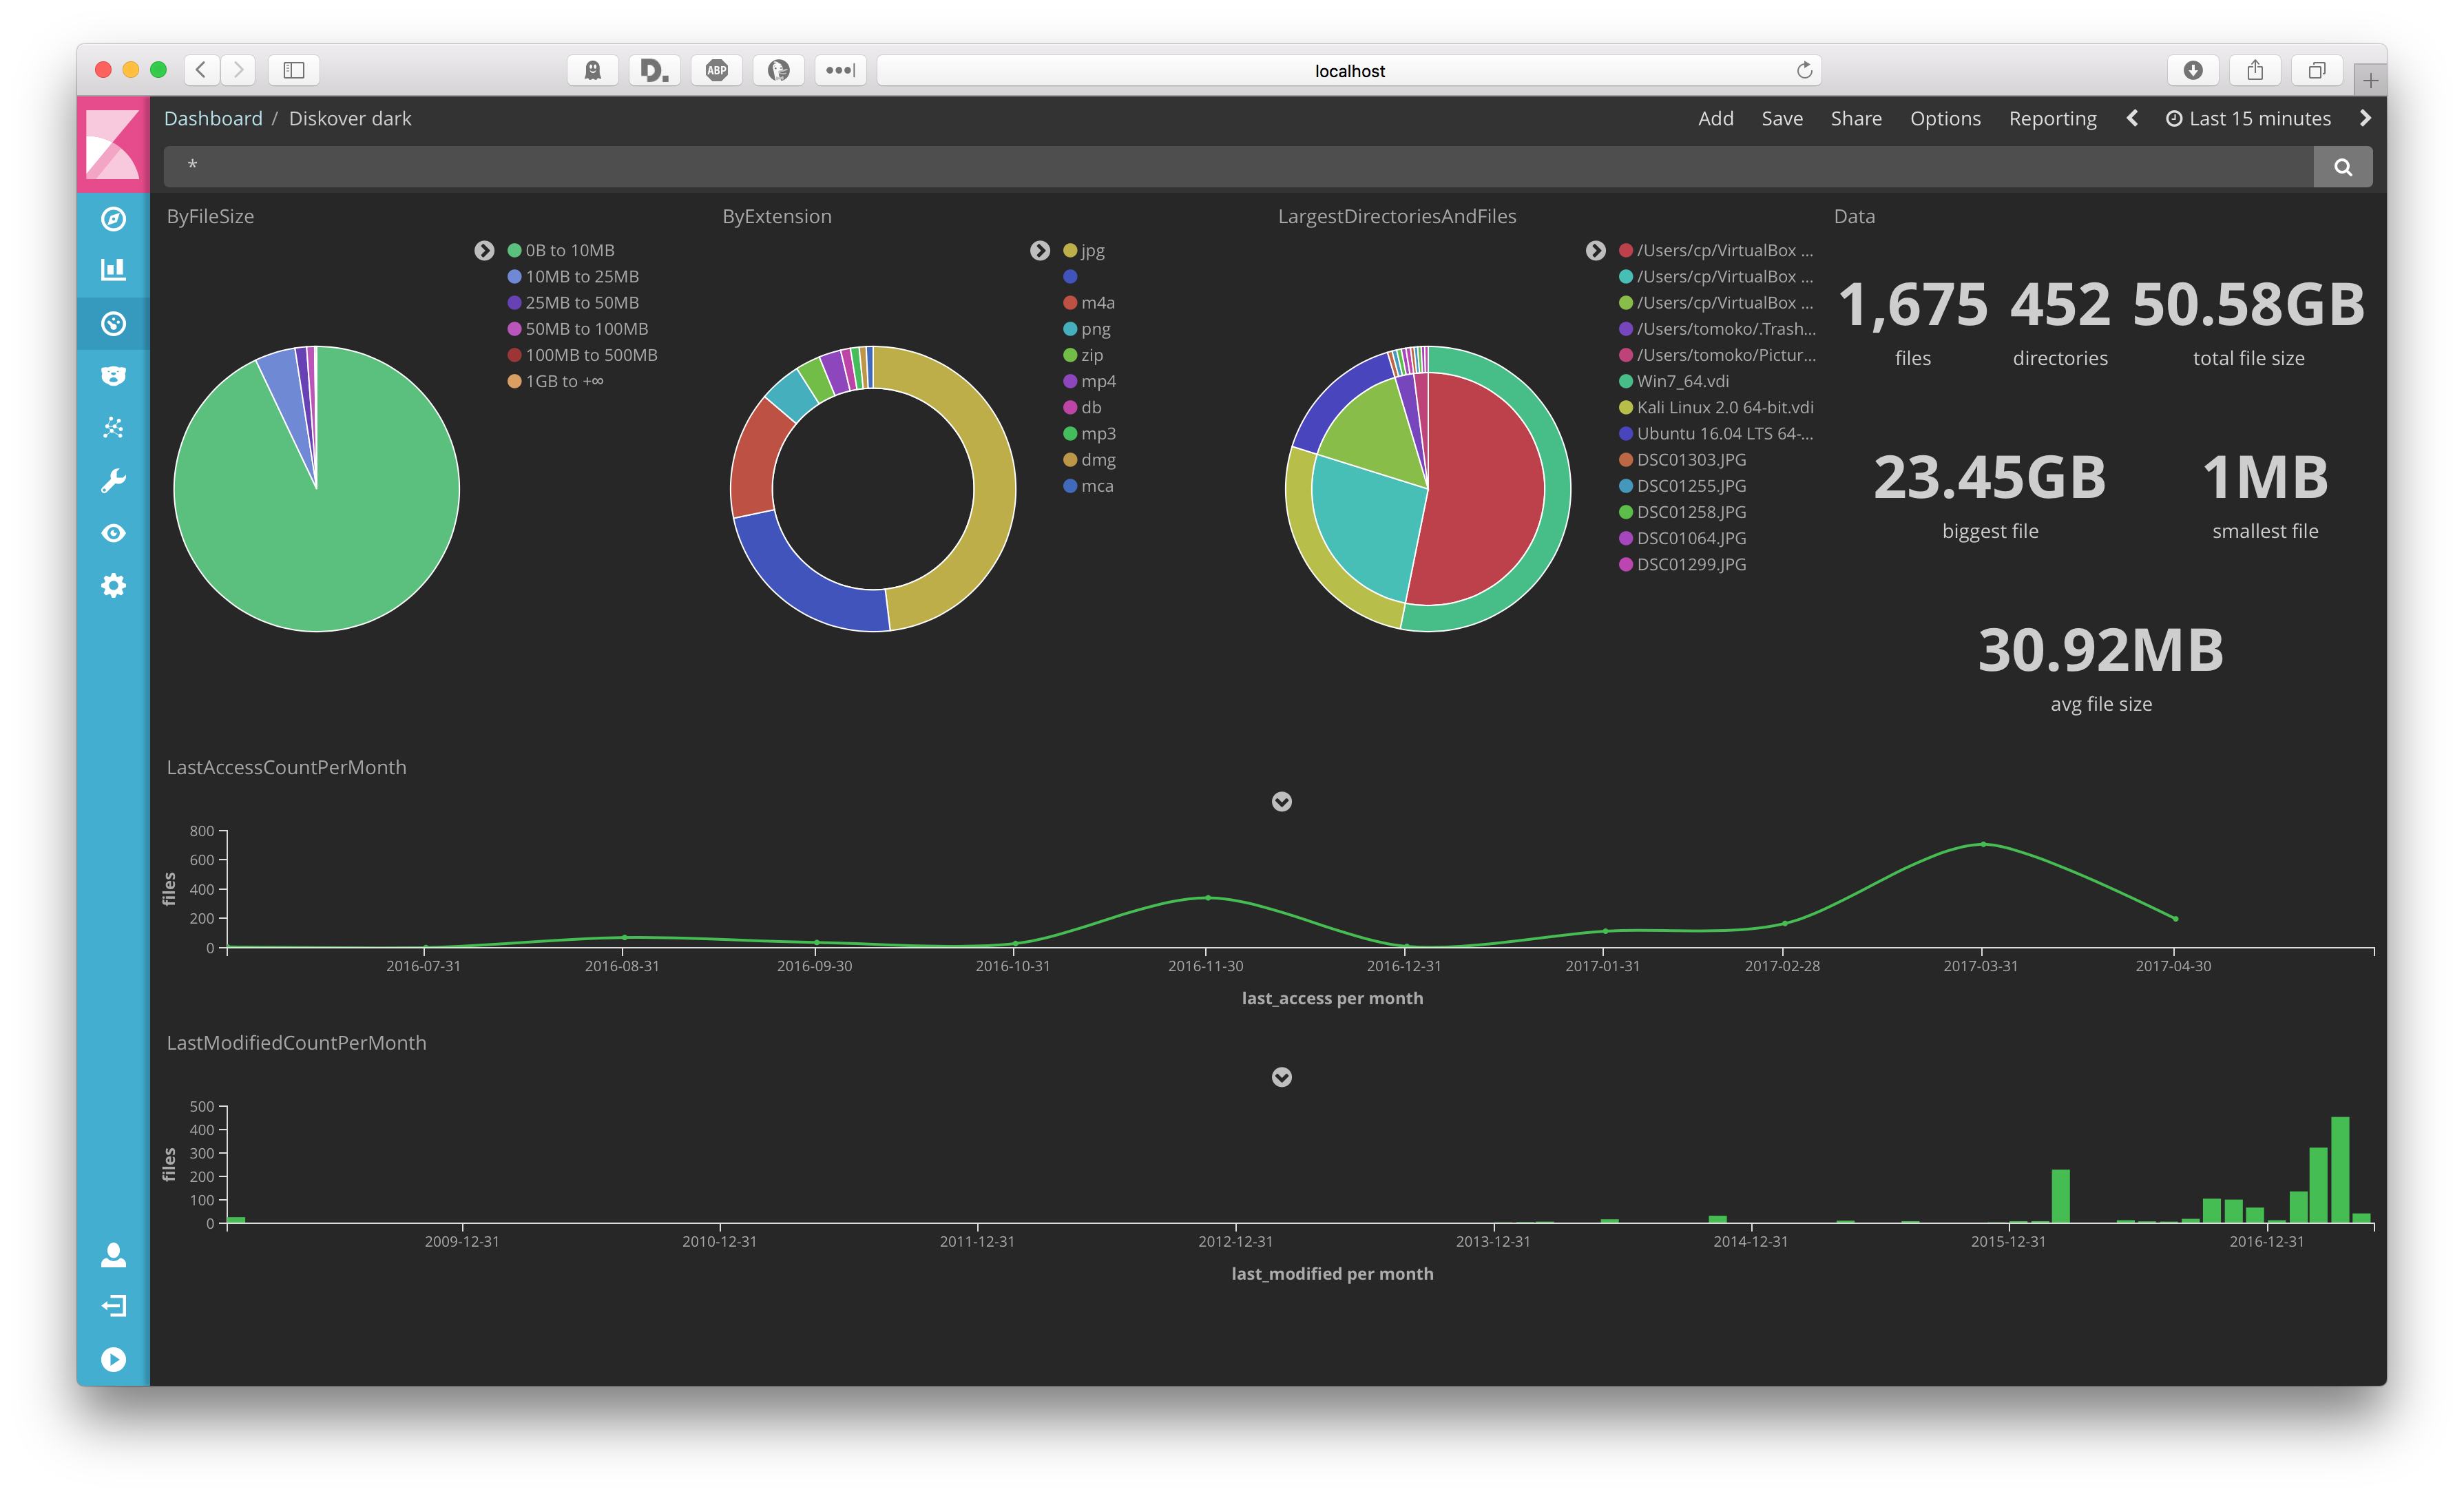 D.
ABP
localhost
Dashboard / Diskover dark
Add Save Share Options Reporting Last 15 minutes
*
ByFileSize
0B to 10MB
10MB to 25MB
25MB to 50MB
50MB to 100MB
100MB to 500MB
1GB to +∞
ByExtension
jpg
m4a
png
zip
mp4
db
mp3
dmg
mca
LargestDirectoriesAndFiles
/Users/cp/VirtualBox ...
/Users/cp/VirtualBox ...
/Users/cp/VirtualBox ...
/Users/tomoko/.Trash...
/Users/tomoko/Pictur...
Win7_64.vdi
Kali Linux 2.0 64-bit.vdi
Ubuntu 16.04 LTS 64-...
DSC01303.JPG
DSC01255.JPG
DSC01258.JPG
DSC01064.JPG
DSC01299.JPG
Data
1,675 452 50.58GB
files directories total file size
23.45GB 1MB
biggest file smallest file
30.92MB
avg file size
LastAccessCountPerMonth
800
600
400
200
0
files
2016-07-31 2016-08-31 2016-09-30 2016-10-31 2016-11-30 2016-12-31 2017-01-31 2017-02-28 2017-03-31 2017-04-30
last_access per month
LastModifiedCountPerMonth
500
400
300
200
100
0
files
2009-12-31 2010-12-31 2011-12-31 2012-12-31 2013-12-31 2014-12-31 2015-12-31 2016-12-31
last_modified per month